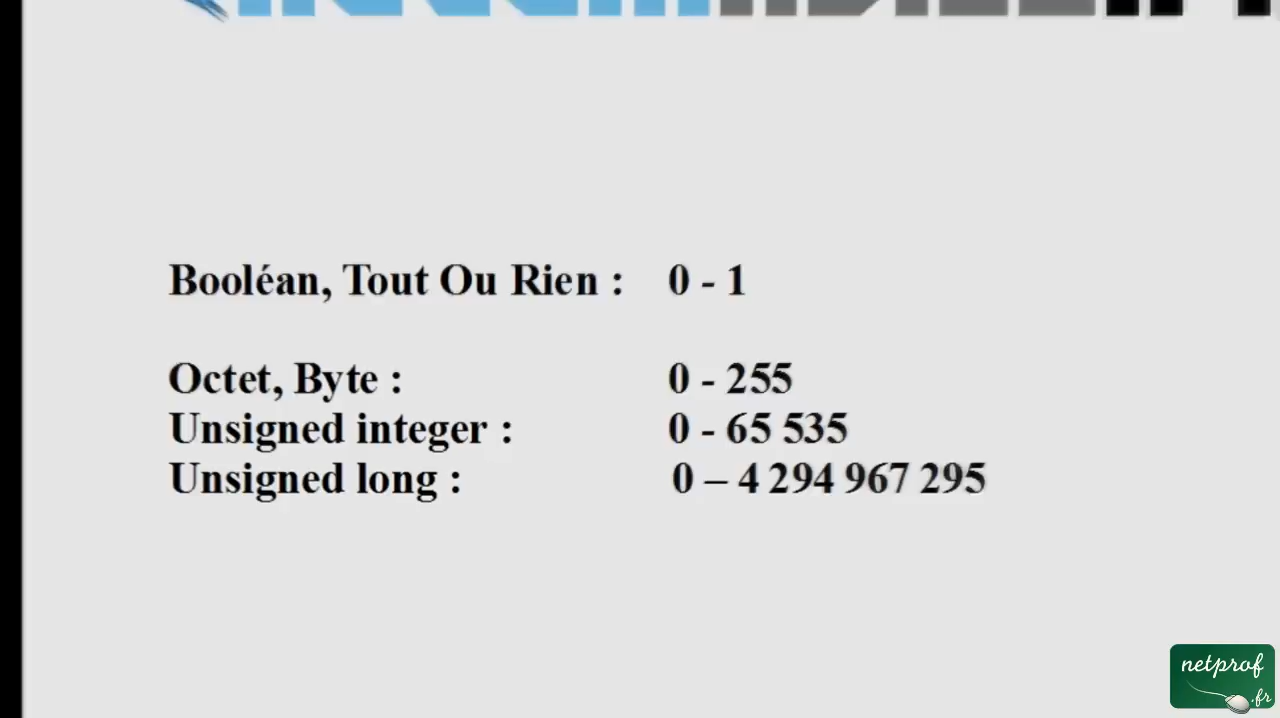 Booléan, Tout Ou Rien : 0 - 1
Octet, Byte : 0 - 255
Unsigned integer : 0 - 65 535
Unsigned long : 0 – 4 294 967 295
netprof
.fr